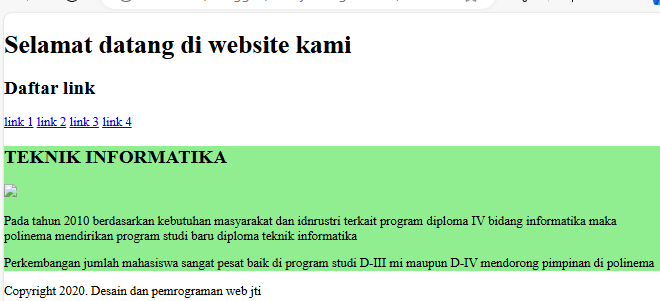 Selamat datang di website kami
Daftar link
link 1 link 2 link 3 link 4
TEKNIK INFORMATIKA
Pada tahun 2010 berdasarkan kebutuhan masyarakat dan idnrustri terkait program diploma IV bidang informatika maka
polinema mendirikan program studi baru diploma teknik informatika
Perkembangan jumlah mahasiswa sangat pesat baik di program studi D-III mi maupun D-IV mendorong pimpinan di polinema
Copyright 2020. Desain dan pemrograman web jti